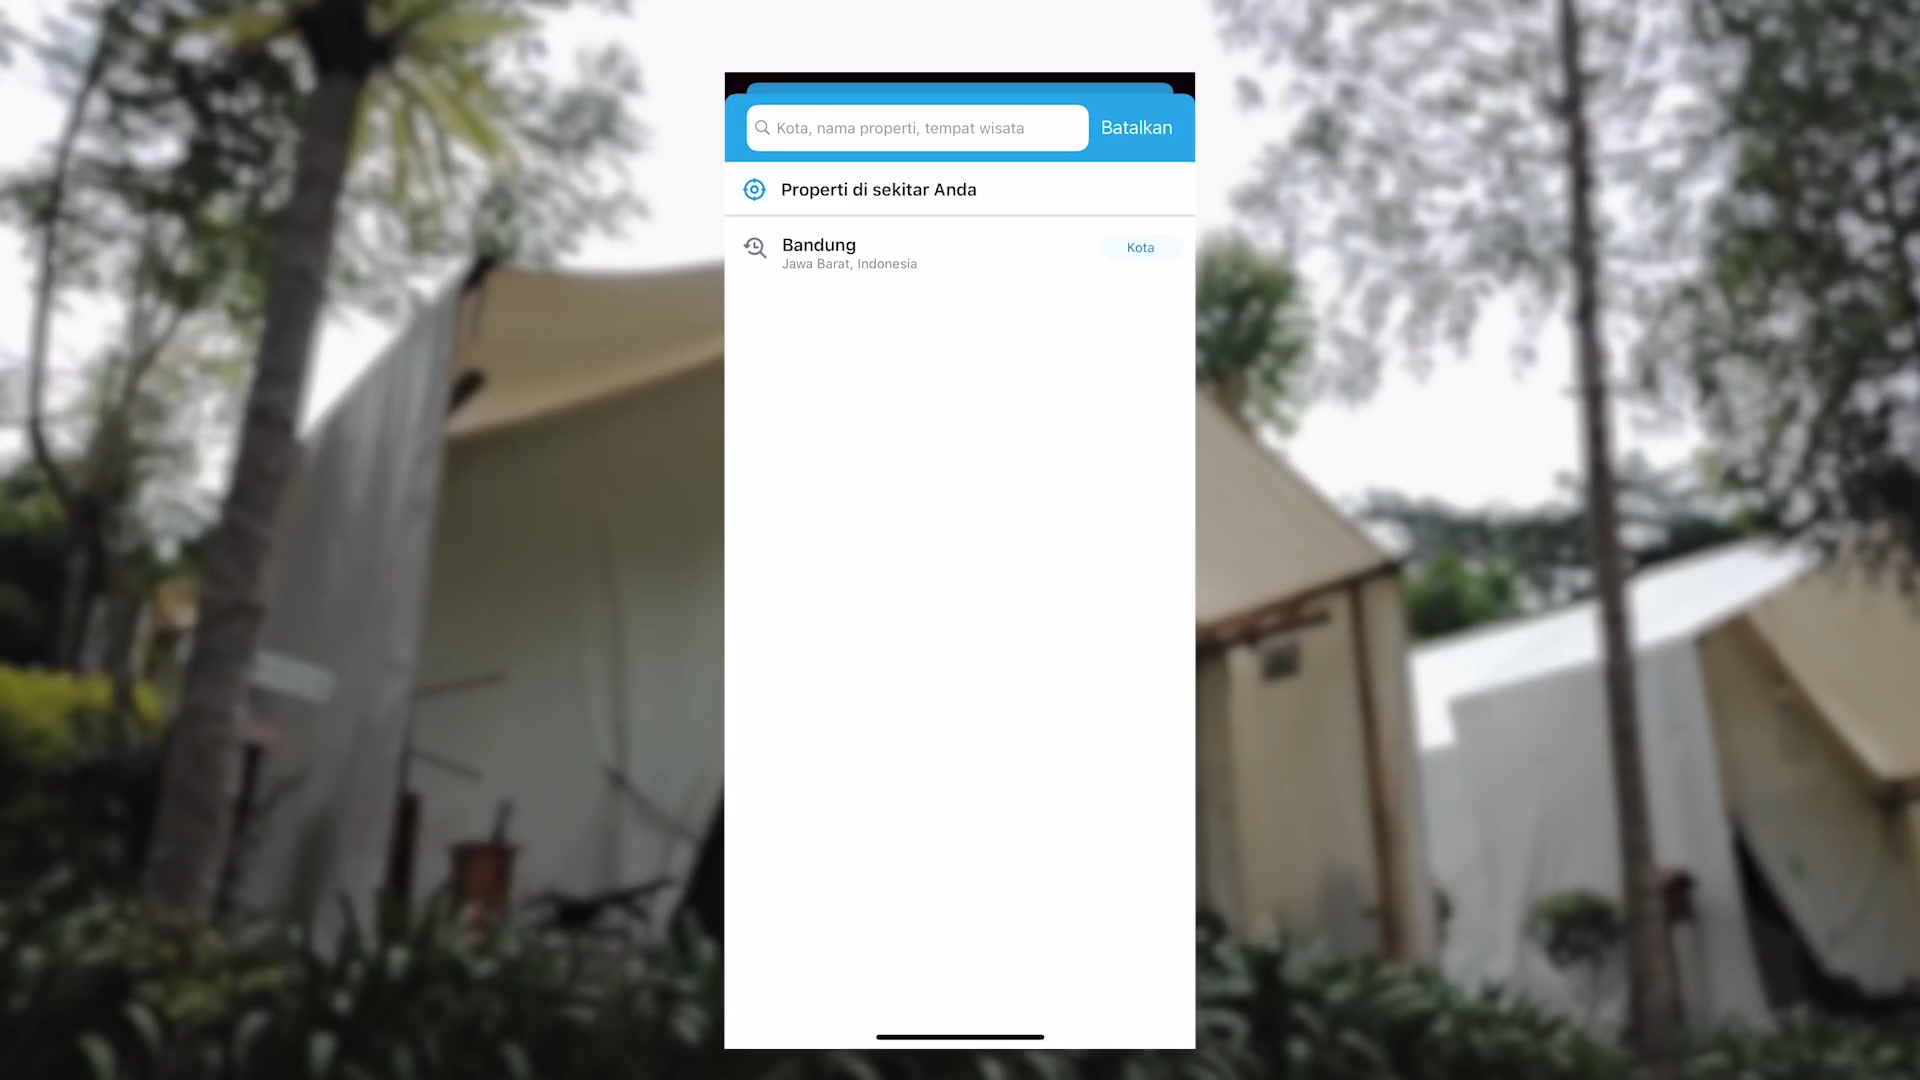 Kota, nama properti, tempat wisata
Batalkan
Properti di sekitar Anda
Bandung
Kota
Jawa Barat, Indonesia